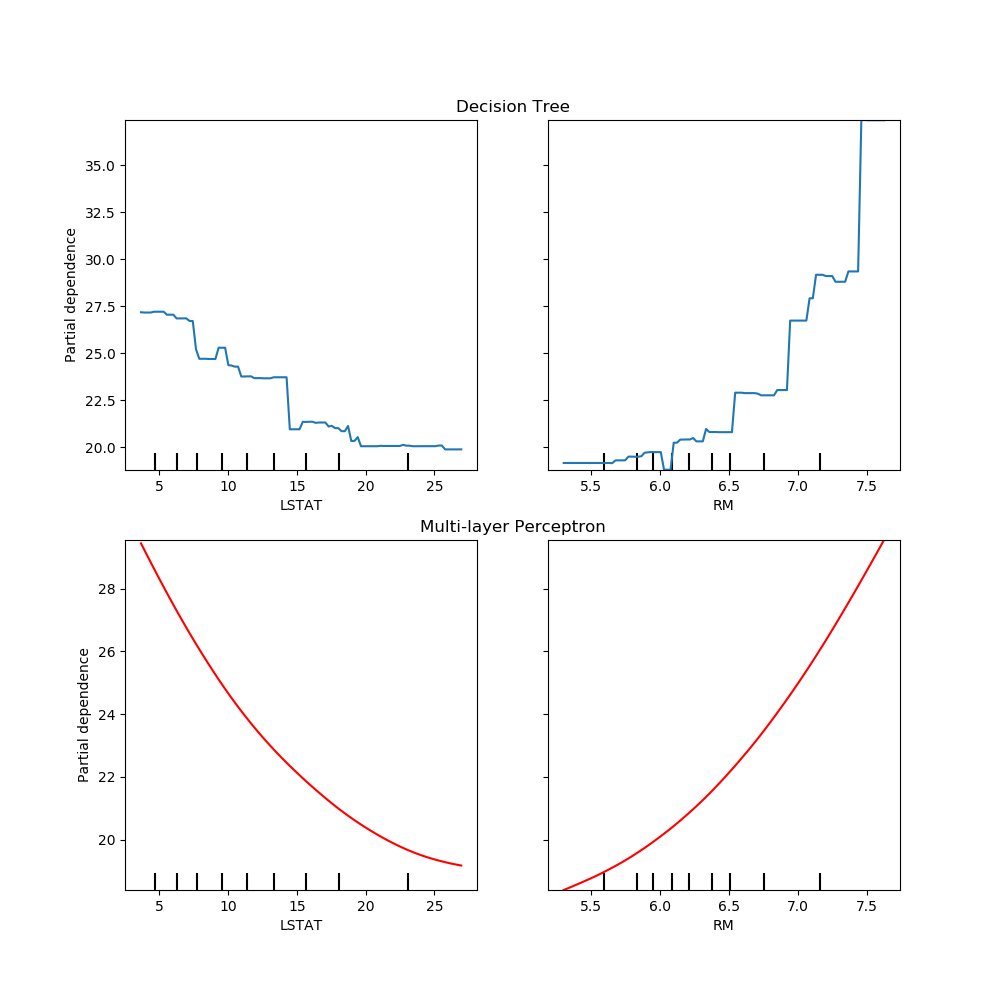 Decision Tree
35.0
32.5
30.0
27.5
25.0
22.5
20.0
Partial dependence
5 10 15 20 25
LSTAT
5.5 6.0 6.5 7.0 7.5
RM
Multi-layer Perceptron
28
26
24
22
20
Partial dependence
5 10 15 20 25
LSTAT
5.5 6.0 6.5 7.0 7.5
RM